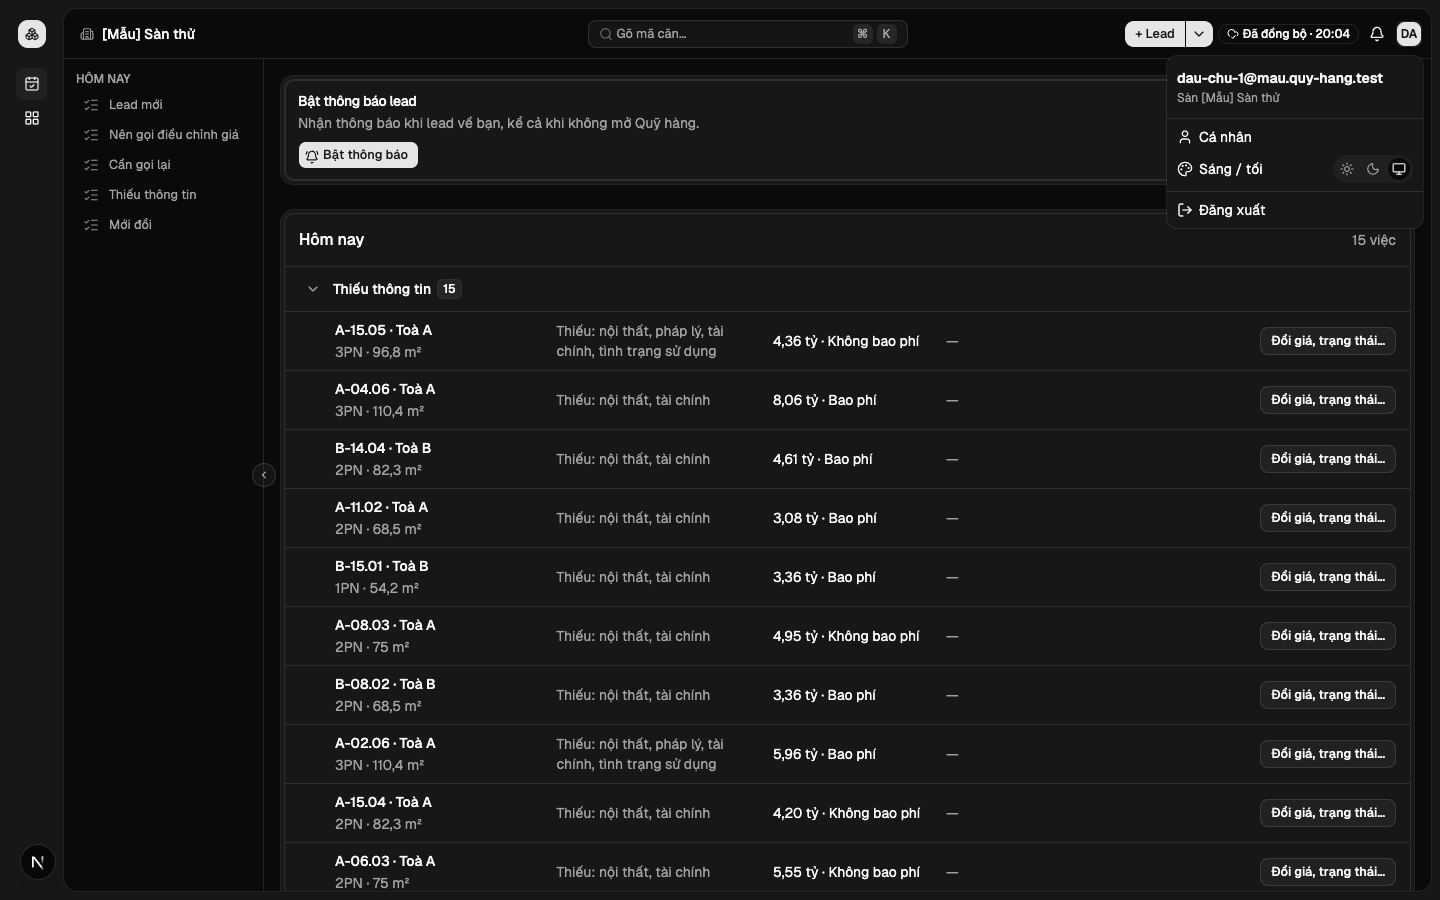 [Mẫu] Sàn thử
Gõ mã căn...
⌘ K
+ Lead
Đã đồng bộ · 20:04
DA
dau-chu-1@mau.quy-hang.test
Sàn [Mẫu] Sàn thử
Cá nhân
Sáng / tối
Đăng xuất
HÔM NAY
Lead mới
Nên gọi điều chỉnh giá
Cần gọi lại
Thiếu thông tin
Mới đổi
Bật thông báo lead
Nhận thông báo khi lead về bạn, kể cả khi không mở Quỹ hàng.
Bật thông báo
Hôm nay
15 việc
Thiếu thông tin 15
A-15.05 · Toà A
3PN · 96,8 m²
Thiếu: nội thất, pháp lý, tài
chính, tình trạng sử dụng
4,36 tỷ · Không bao phí
—
Đổi giá, trạng thái...
A-04.06 · Toà A
3PN · 110,4 m²
Thiếu: nội thất, tài chính
8,06 tỷ · Bao phí
—
Đổi giá, trạng thái...
B-14.04 · Toà B
2PN · 82,3 m²
Thiếu: nội thất, tài chính
4,61 tỷ · Bao phí
—
Đổi giá, trạng thái...
A-11.02 · Toà A
2PN · 68,5 m²
Thiếu: nội thất, tài chính
3,08 tỷ · Bao phí
—
Đổi giá, trạng thái...
B-15.01 · Toà B
1PN · 54,2 m²
Thiếu: nội thất, tài chính
3,36 tỷ · Bao phí
—
Đổi giá, trạng thái...
A-08.03 · Toà A
2PN · 75 m²
Thiếu: nội thất, tài chính
4,95 tỷ · Không bao phí
—
Đổi giá, trạng thái...
B-08.02 · Toà B
2PN · 68,5 m²
Thiếu: nội thất, tài chính
3,36 tỷ · Bao phí
—
Đổi giá, trạng thái...
A-02.06 · Toà A
3PN · 110,4 m²
Thiếu: nội thất, pháp lý, tài
chính, tình trạng sử dụng
5,96 tỷ · Bao phí
—
Đổi giá, trạng thái...
A-15.04 · Toà A
2PN · 82,3 m²
Thiếu: nội thất, tài chính
4,20 tỷ · Không bao phí
—
Đổi giá, trạng thái...
A-06.03 · Toà A
2PN · 75 m²
Thiếu: nội thất, tài chính
5,55 tỷ · Không bao phí
—
Đổi giá, trạng thái...
N